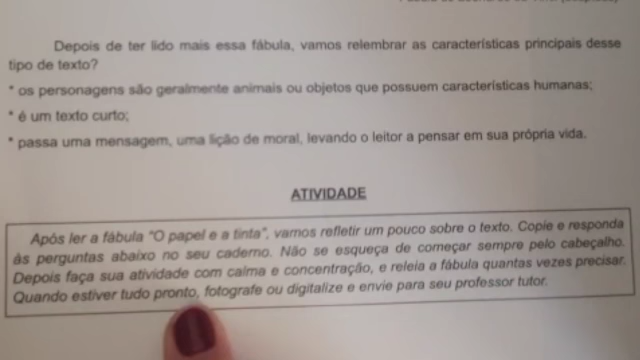 Depois de ter lido mais essa fábula, vamos relembrar as características principais desse
tipo de texto?
* os personagens são geralmente animais ou objetos que possuem características humanas;
* é um texto curto;
* passa uma mensagem, uma lição de moral, levando o leitor a pensar em sua própria vida.
ATIVIDADE
Após ler a fábula "O papel e a tinta", vamos refletir um pouco sobre o texto. Copie e responda
às perguntas abaixo no seu caderno. Não se esqueça de começar sempre pelo cabeçalho.
Depois faça sua atividade com calma e concentração, e releia a fábula quantas vezes precisar.
Quando estiver tudo pronto, fotografe ou digitalize e envie para seu professor tutor.